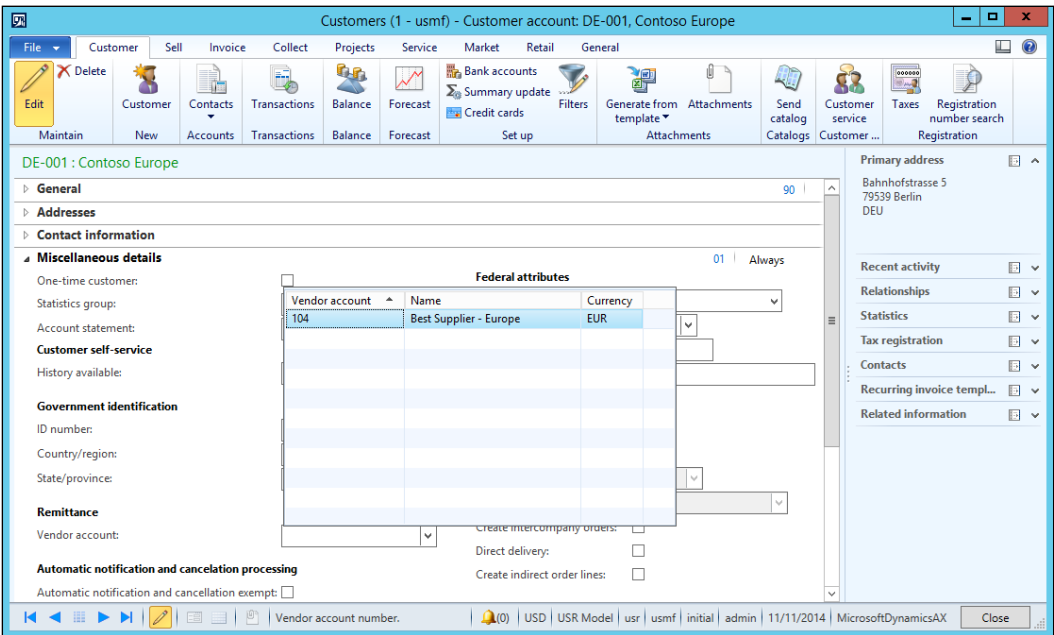 Customers (1 - usmf) - Customer account: DE-001, Contoso Europe
File Customer Sell Invoice Collect Projects Service Market Retail General
Edit
Delete
Maintain
Customer
New
Contacts
Accounts
Transactions
Transactions
Balance
Balance
Forecast
Forecast
Bank accounts
Summary update
Credit cards
Filters
Set up
Generate from
template
Attachments
Attachments
Send
catalog
Catalogs
Customer
service
Customer ...
Taxes
Registration
number search
Registration
DE-001 : Contoso Europe
General 90
Addresses
Contact information
Miscellaneous details 01 Always
One-time customer:
Statistics group:
Account statement:
Customer self-service
History available:
Government identification
ID number:
Country/region:
State/province:
Remittance
Vendor account:
Automatic notification and cancelation processing
Automatic notification and cancellation exempt:
Federal attributes
Vendor account Name Currency
104 Best Supplier - Europe EUR
Create intercompany orders:
Direct delivery:
Create indirect order lines:
Primary address
Bahnhofstrasse 5
79539 Berlin
DEU
Recent activity
Relationships
Statistics
Tax registration
Contacts
Recurring invoice templ...
Related information
Vendor account number. (0) USD USR Model usr usmf initial admin 11/11/2014 MicrosoftDynamicsAX Close